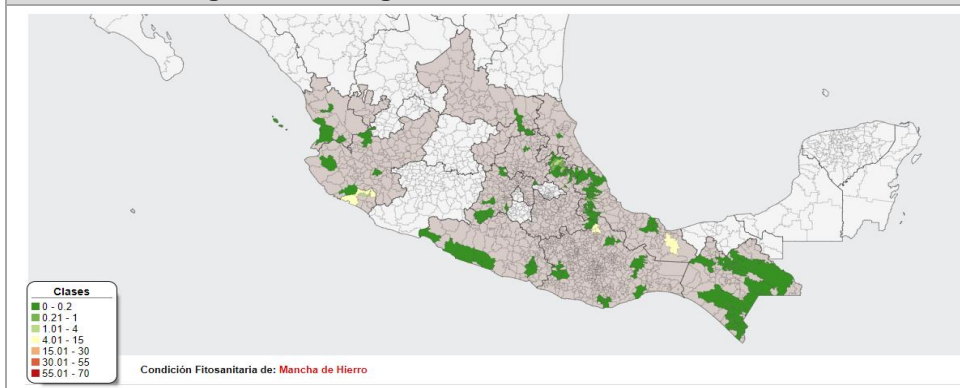 Clases
0 - 0.2
0.21 - 1
1.01 - 4
4.01 - 15
15.01 - 30
30.01 - 55
55.01 - 70
Condición Fitosanitaria de: Mancha de Hierro